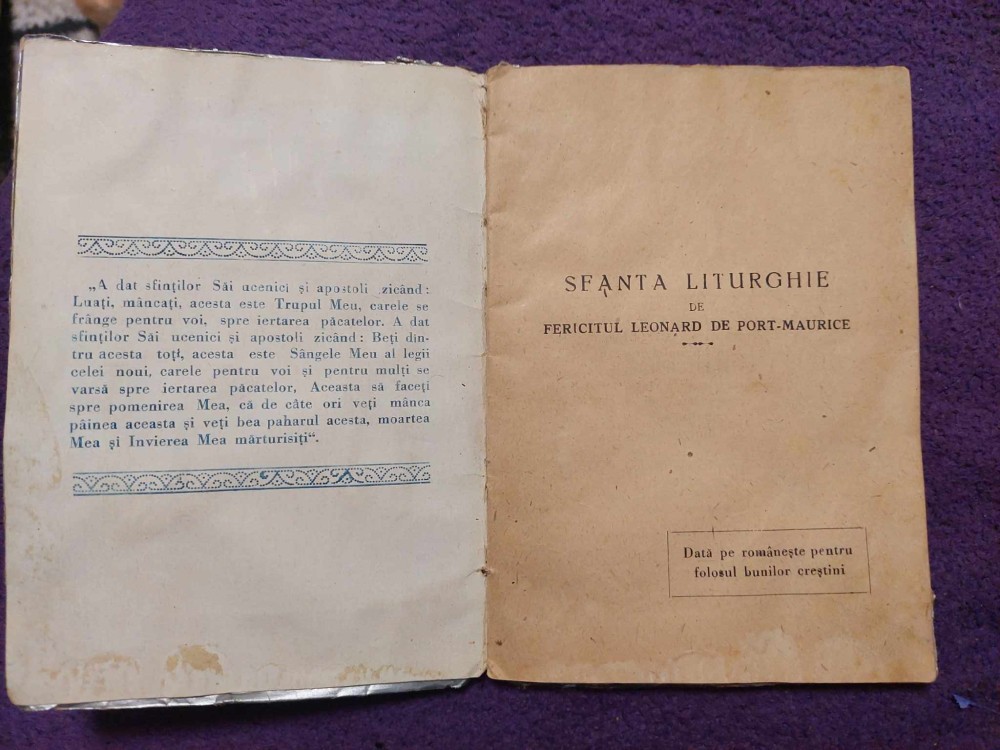 „A dat sfinţilor Săi ucenici şi apostoli zicând:
Luaţi, mâncaţi, acesta este Trupul Meu, carele se
frânge pentru voi, spre iertarea păcatelor. A dat
sfinţilor Săi ucenici şi apostoli zicând: Beţi din-
tru acesta toţi, acesta este Sângele Meu al legii
celei noui, carele pentru voi şi pentru mulţi se
varsă spre iertarea păcatelor, Aceasta să faceţi
spre pomenirea Mea, că de câte ori veţi mânca
pâinea aceasta şi veţi bea paharul acesta, moartea
Mea şi Invierea Mea mărturisiţi“.
SFANTA LITURGHIE
DE
FERICITUL LEONARD DE PORT-MAURICE
Dată pe româneşte pentru
folosul bunilor creştini